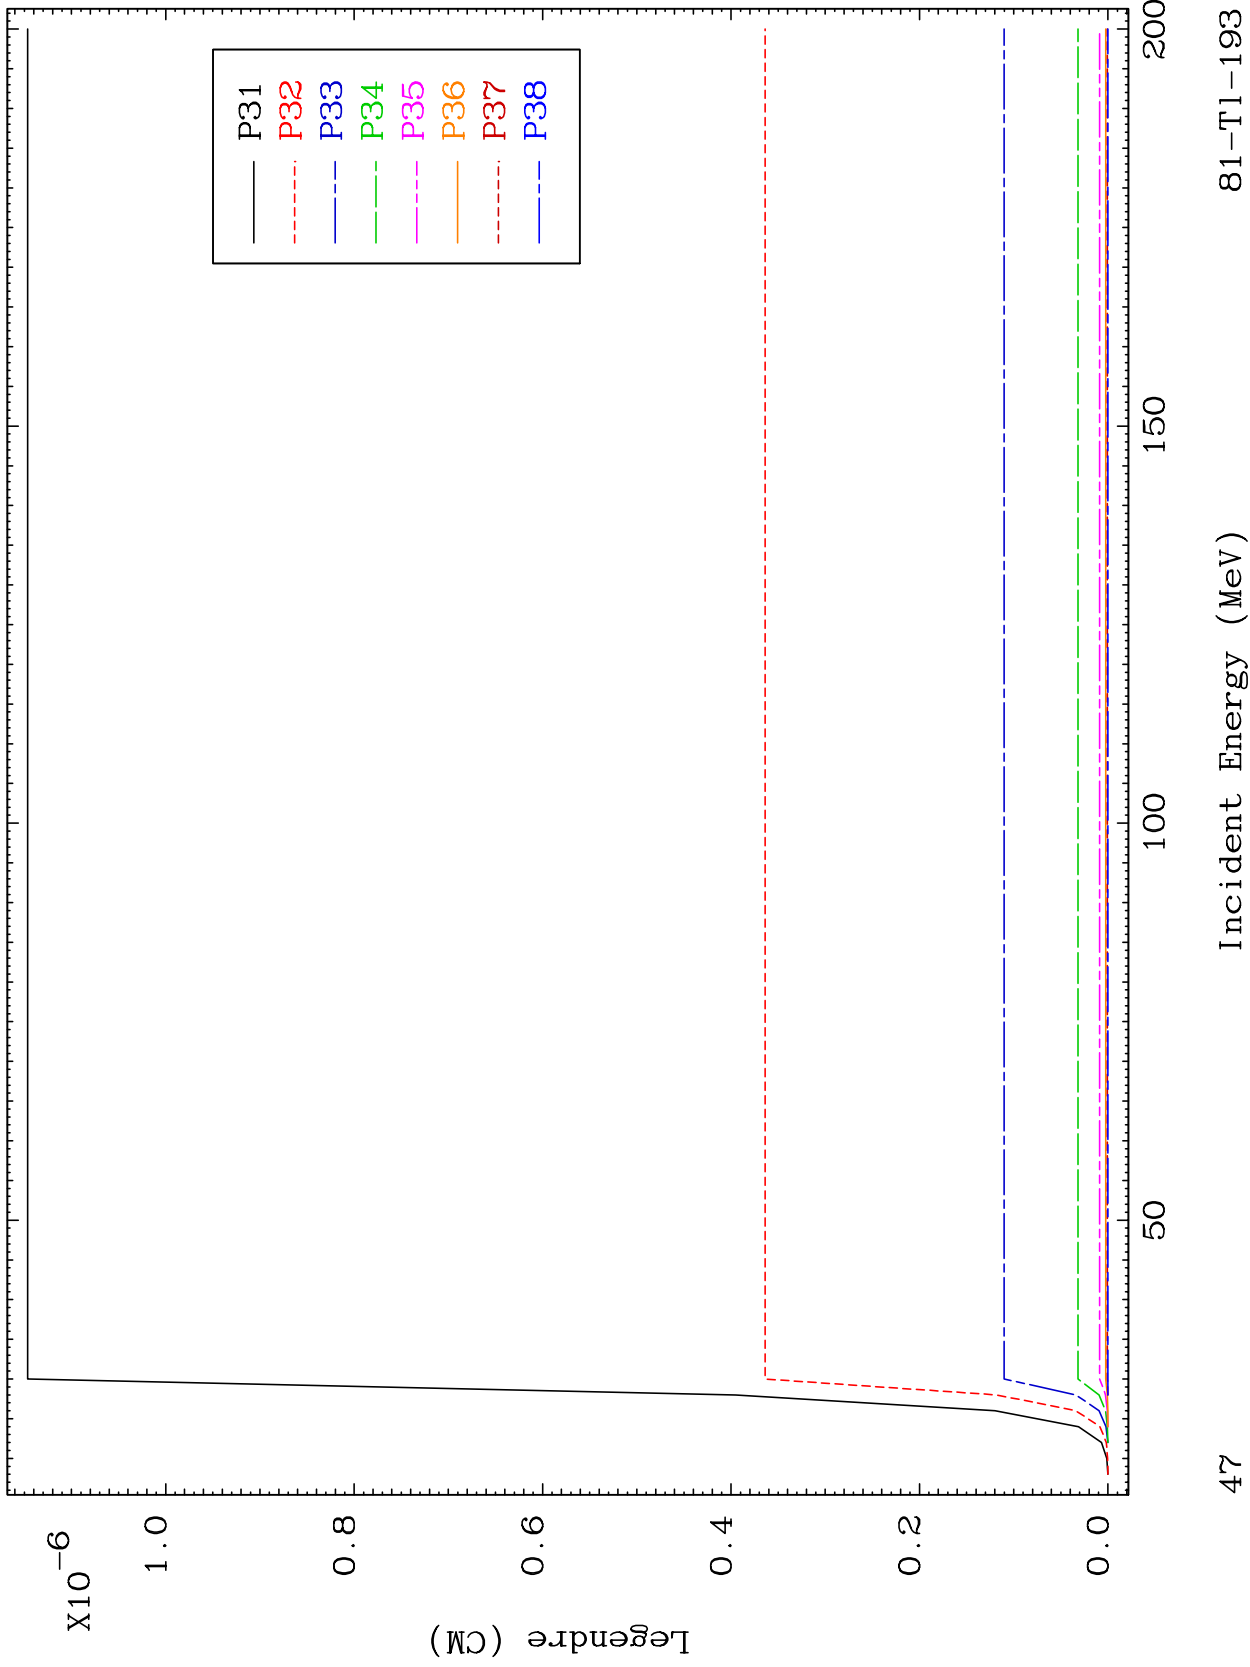 X10⁻⁶
1.0
0.8
0.6
0.4
0.2
0.0
Legendre (CM)
P31
P32
P33
P34
P35
P36
P37
P38
50
100
150
200
47
Incident Energy (MeV)
81-Tl-193